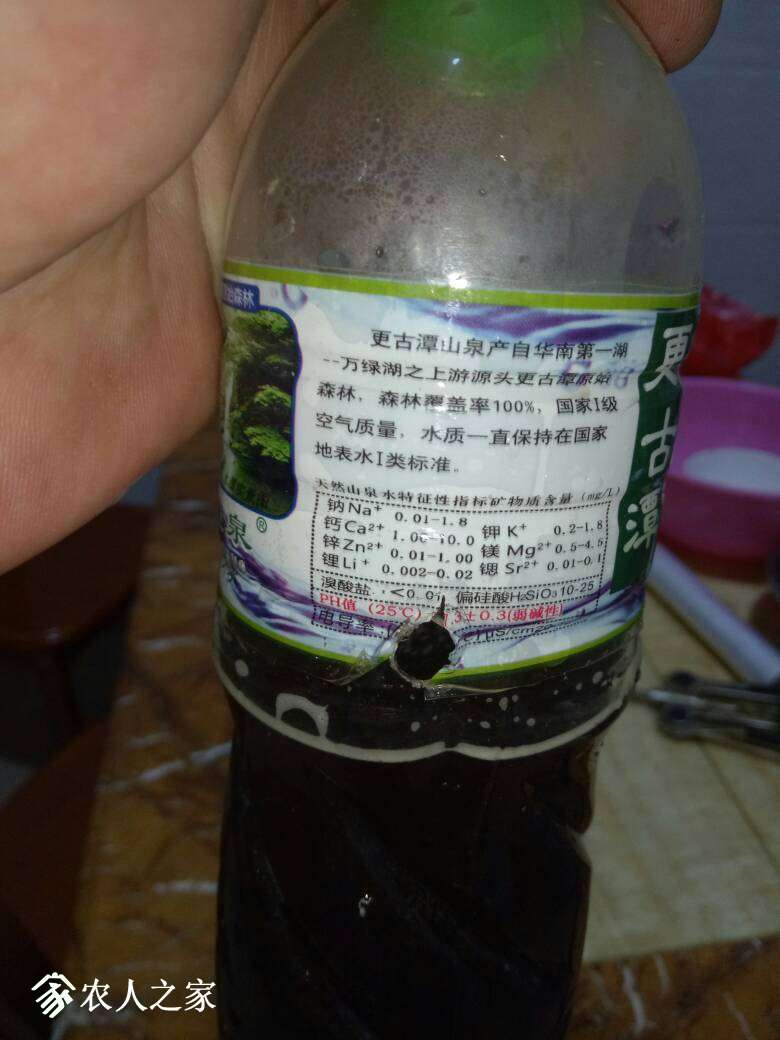 更古潭山泉产自华南第一湖
--万绿湖之上游源头更古潭原始
森林，森林覆盖率100%，国家I级
空气质量，水质一直保持在国家
地表水I类标准。
天然山泉水特征性指标矿物质含量（mg/L）
钠Na⁺ 0.01-1.8 钾K⁺ 0.2-1.8
钙Ca²⁺ 镁Mg²⁺ 0.5-4.5
锌Zn²⁺ 0.01-1.00 锶Sr²⁺ 0.01-0.1
锂Li⁺ 0.002-0.02
溴酸盐 偏硅酸H₂SiO₃ 10-25
PH值（25℃） 3±0.3(弱碱性)
电导率
更古潭
森林
泉®
农人之家